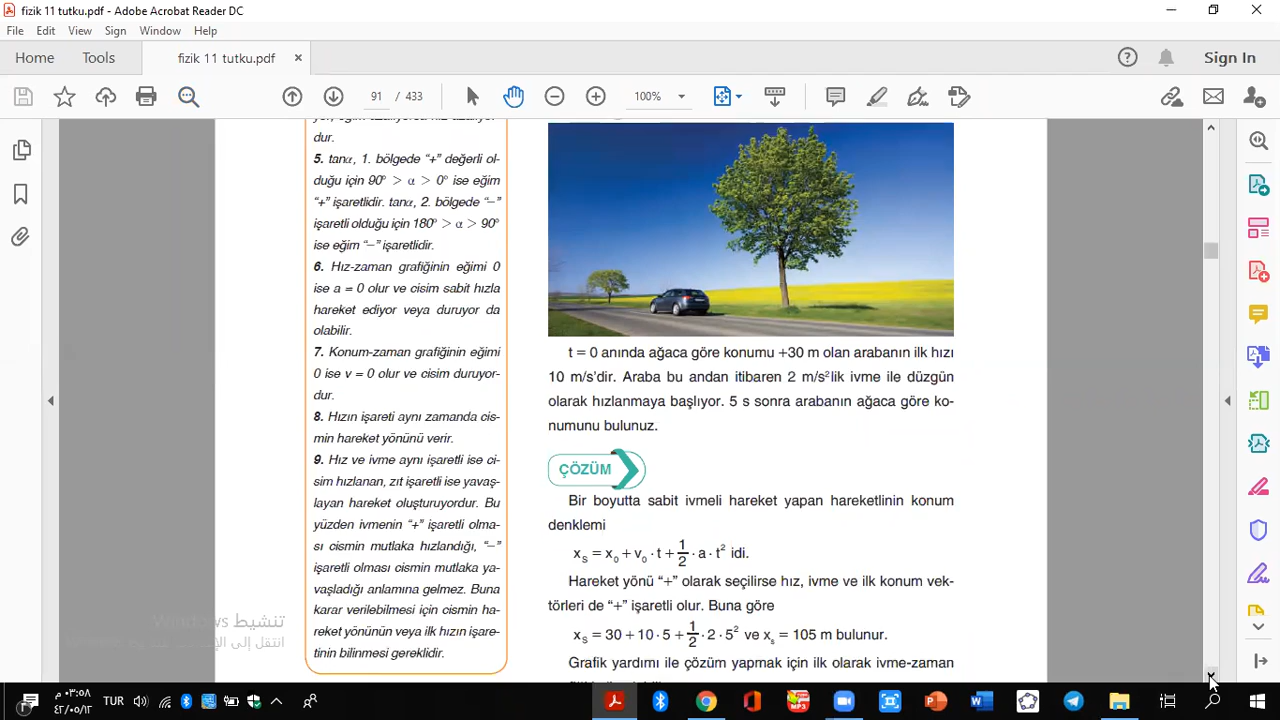 fizik 11 tutku.pdf - Adobe Acrobat Reader DC
File Edit View Sign Window Help
Home Tools fizik 11 tutku.pdf × Sign In
91 / 433 100%
dur.
5. tanα, 1. bölgede “+” değerli ol-
duğu için 90° > α > 0° ise eğim
“+” işaretlidir. tanα, 2. bölgede “–”
işaretli olduğu için 180° > α > 90°
ise eğim “–” işaretlidir.
6. Hız-zaman grafiğinin eğimi 0
ise a = 0 olur ve cisim sabit hızla
hareket ediyor veya duruyor da
olabilir.
7. Konum-zaman grafiğinin eğimi
0 ise v = 0 olur ve cisim duruyor-
dur.
8. Hızın işareti aynı zamanda cis-
min hareket yönünü verir.
9. Hız ve ivme aynı işaretli ise ci-
sim hızlanan, zıt işaretli ise yavaş-
layan hareket oluşturuyordur. Bu
yüzden ivmenin “+” işaretli olma-
sı cismin mutlaka hızlandığı, “–”
işaretli olması cismin mutlaka ya-
vaşladığı anlamına gelmez. Buna
karar verilebilmesi için cismin ha-
reket yönünün veya ilk hızın işare-
tinin bilinmesi gereklidir.
t = 0 anında ağaca göre konumu +30 m olan arabanın ilk hızı
10 m/s’dir. Araba bu andan itibaren 2 m/s²lik ivme ile düzgün
olarak hızlanmaya başlıyor. 5 s sonra arabanın ağaca göre ko-
numunu bulunuz.
ÇÖZÜM
Bir boyutta sabit ivmeli hareket yapan hareketlinin konum
denklemi
xₛ = x₀ + v₀ · t + 1/2 · a · t² idi.
Hareket yönü “+” olarak seçilirse hız, ivme ve ilk konum vek-
törleri de “+” işaretli olur. Buna göre
xₛ = 30 + 10 · 5 + 1/2 · 2 · 5² ve xₛ = 105 m bulunur.
Grafik yardımı ile çözüm yapmak için ilk olarak ivme-zaman
تنشيط Windows
انتقل إلى
TUR